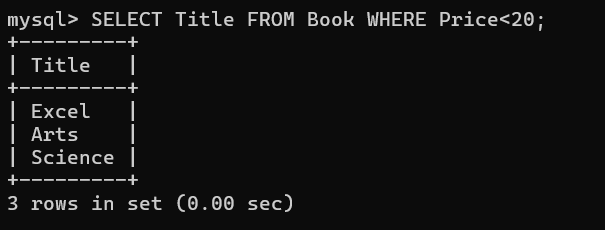 mysql> SELECT Title FROM Book WHERE Price<20;
+---------+
| Title   |
+---------+
| Excel   |
| Arts    |
| Science |
+---------+
3 rows in set (0.00 sec)